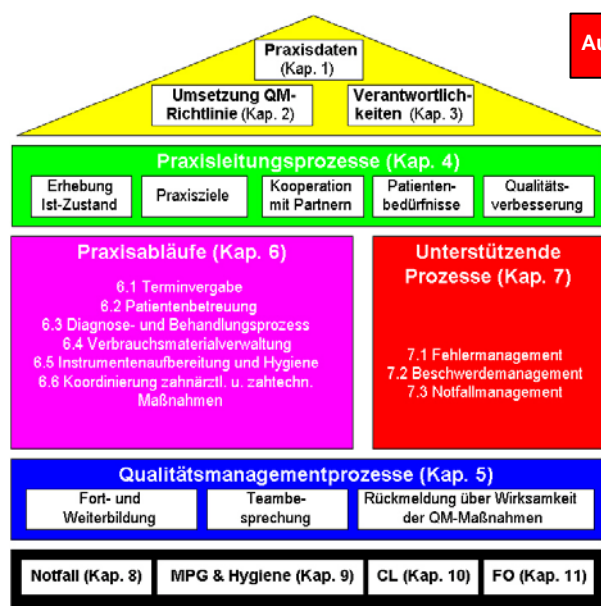 Praxisdaten
(Kap. 1)
Au
Umsetzung QM-
Richtlinie (Kap. 2)
Verantwortlich-
keiten (Kap. 3)
Praxisleitungsprozesse (Kap. 4)
Erhebung
Ist-Zustand
Praxisziele
Kooperation
mit Partnern
Patienten-
bedürfnisse
Qualitäts-
verbesserung
Praxisabläufe (Kap. 6)
6.1 Terminvergabe
6.2 Patientenbetreuung
6.3 Diagnose- und Behandlungsprozess
6.4 Verbrauchsmaterialverwaltung
6.5 Instrumentenaufbereitung und Hygiene
6.6 Koordinierung zahnärztl. u. zahtechn.
Maßnahmen
Unterstützende
Prozesse (Kap. 7)
7.1 Fehlermanagement
7.2 Beschwerdemanagement
7.3 Notfallmanagement
Qualitätsmanagementprozesse (Kap. 5)
Fort- und
Weiterbildung
Teambe-
sprechung
Rückmeldung über Wirksamkeit
der QM-Maßnahmen
Notfall (Kap. 8)
MPG & Hygiene (Kap. 9)
CL (Kap. 10)
FO (Kap. 11)